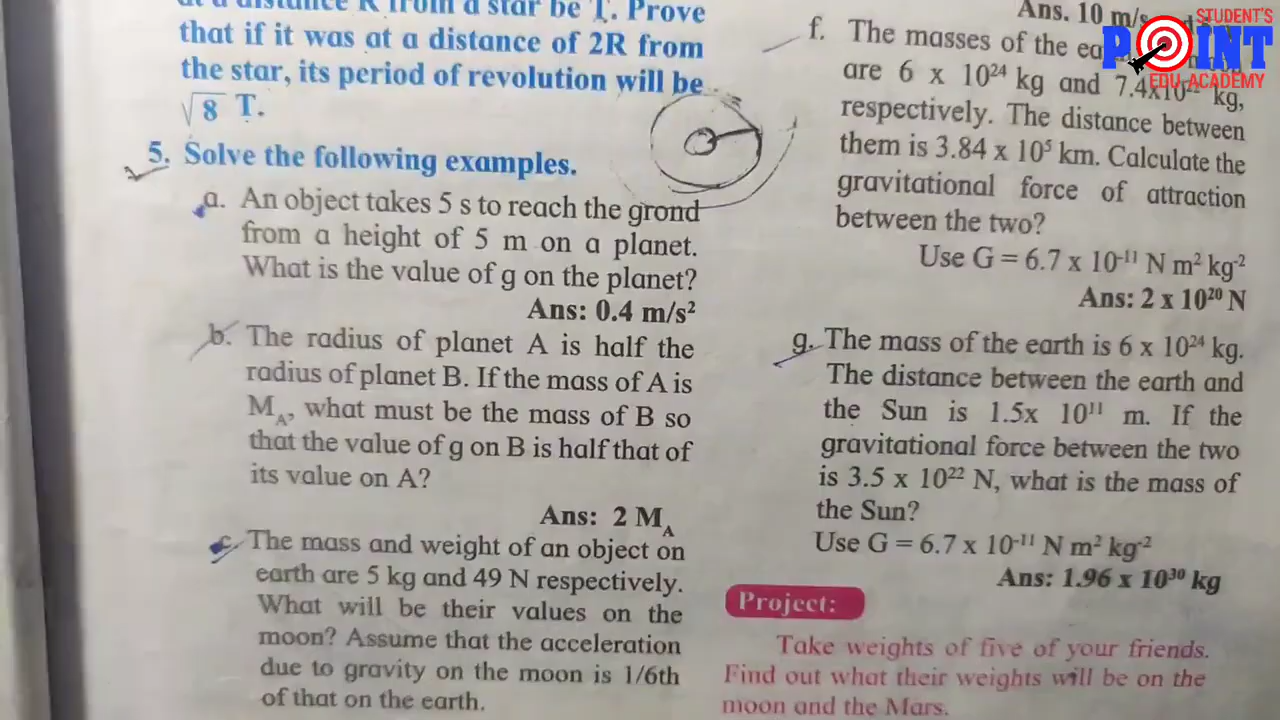 at a distance R from a star be T. Prove
that if it was at a distance of 2R from
the star, its period of revolution will be
√8 T.
5. Solve the following examples.
a. An object takes 5 s to reach the grond
from a height of 5 m on a planet.
What is the value of g on the planet?
Ans: 0.4 m/s²
b. The radius of planet A is half the
radius of planet B. If the mass of A is
M_A, what must be the mass of B so
that the value of g on B is half that of
its value on A?
Ans: 2 M_A
c. The mass and weight of an object on
earth are 5 kg and 49 N respectively.
What will be their values on the
moon? Assume that the acceleration
due to gravity on the moon is 1/6th
of that on the earth.
Ans. 10 m/s
f. The masses of the
are 6 x 10²⁴ kg and 7.4x10²² kg,
respectively. The distance between
them is 3.84 x 10⁵ km. Calculate the
gravitational force of attraction
between the two?
Use G = 6.7 x 10⁻¹¹ N m² kg⁻²
Ans: 2 x 10²⁰ N
g. The mass of the earth is 6 x 10²⁴ kg.
The distance between the earth and
the Sun is 1.5x 10¹¹ m. If the
gravitational force between the two
is 3.5 x 10²² N, what is the mass of
the Sun?
Use G = 6.7 x 10⁻¹¹ N m² kg⁻²
Ans: 1.96 x 10³⁰ kg
Project:
Take weights of five of your friends.
Find out what their weights will be on the
moon and the Mars.
STUDENT'S
POINT
EDU-ACADEMY